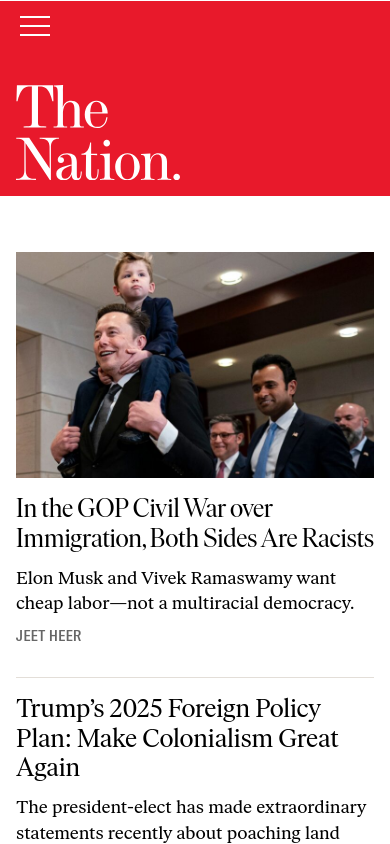 The
Nation.
In the GOP Civil War over
Immigration, Both Sides Are Racists
Elon Musk and Vivek Ramaswamy want
cheap labor—not a multiracial democracy.
JEET HEER
Trump’s 2025 Foreign Policy
Plan: Make Colonialism Great
Again
The president-elect has made extraordinary
statements recently about poaching land